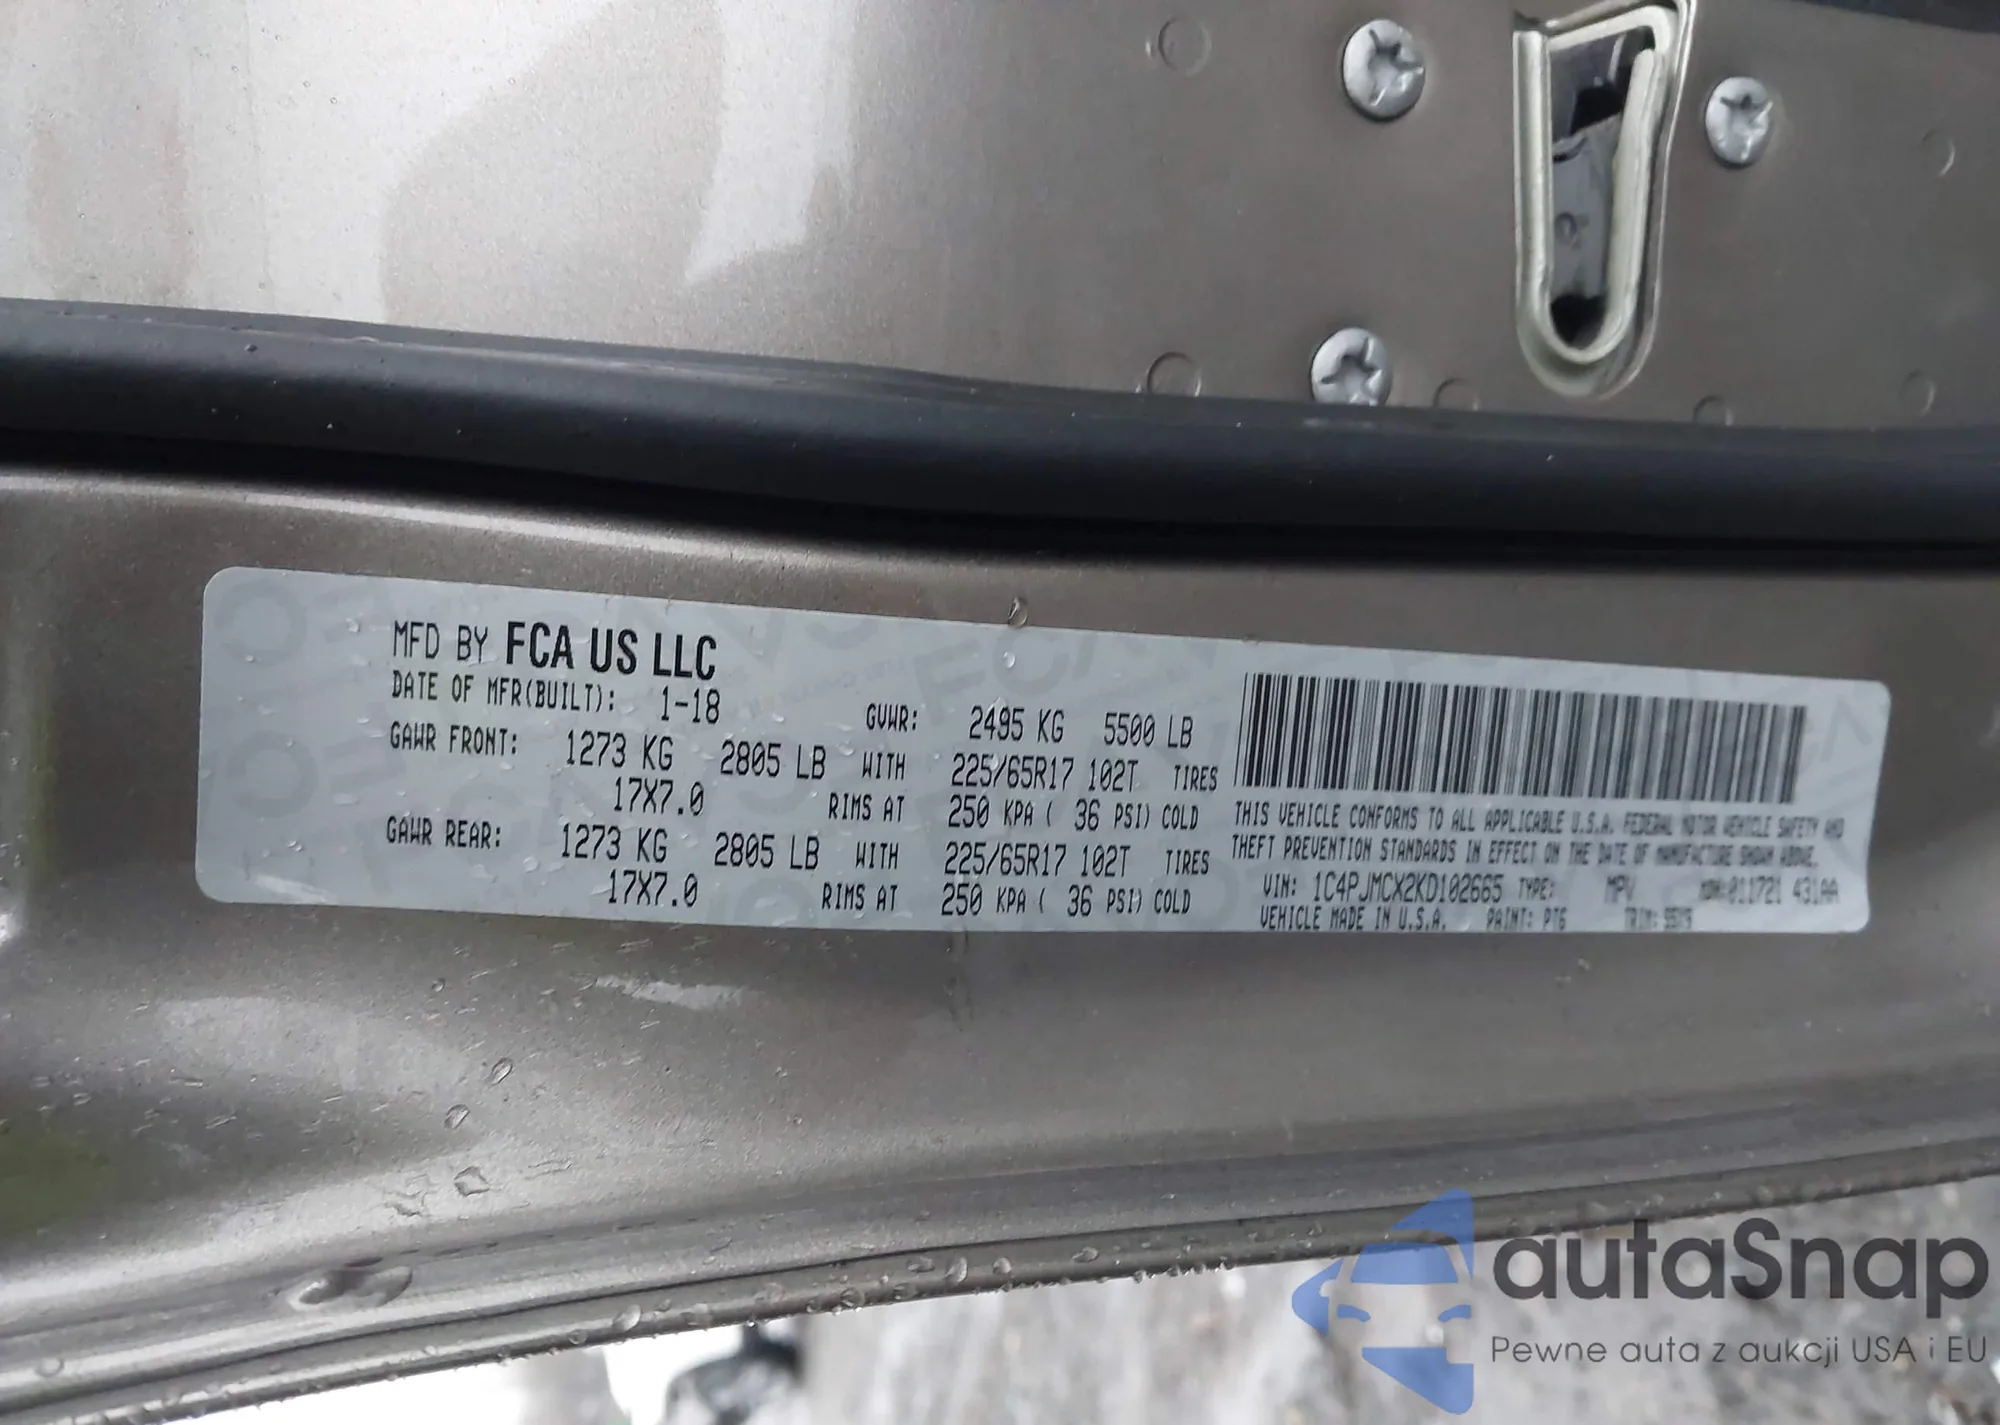 MFD BY FCA US LLC
DATE OF MFR(BUILT): 1-18 GVWR: 2495 KG 5500 LB
GAWR FRONT: 1273 KG 2805 LB WITH 225/65R17 102T TIRES
17X7.0 RIMS AT 250 KPA ( 36 PSI) COLD
GAWR REAR: 1273 KG 2805 LB WITH 225/65R17 102T TIRES
17X7.0 RIMS AT 250 KPA ( 36 PSI) COLD
THIS VEHICLE CONFORMS TO ALL APPLICABLE U.S.A. FEDERAL MOTOR VEHICLE SAFETY AND
THEFT PREVENTION STANDARDS IN EFFECT ON THE DATE OF MANUFACTURE SHOWN ABOVE.
VIN: 1C4PJMCX2KD102665 TYPE: MPV MDH:011721 431AA
VEHICLE MADE IN U.S.A. PAINT: PTG TRIM:
autaSnap
Pewne auta z aukcji USA i EU